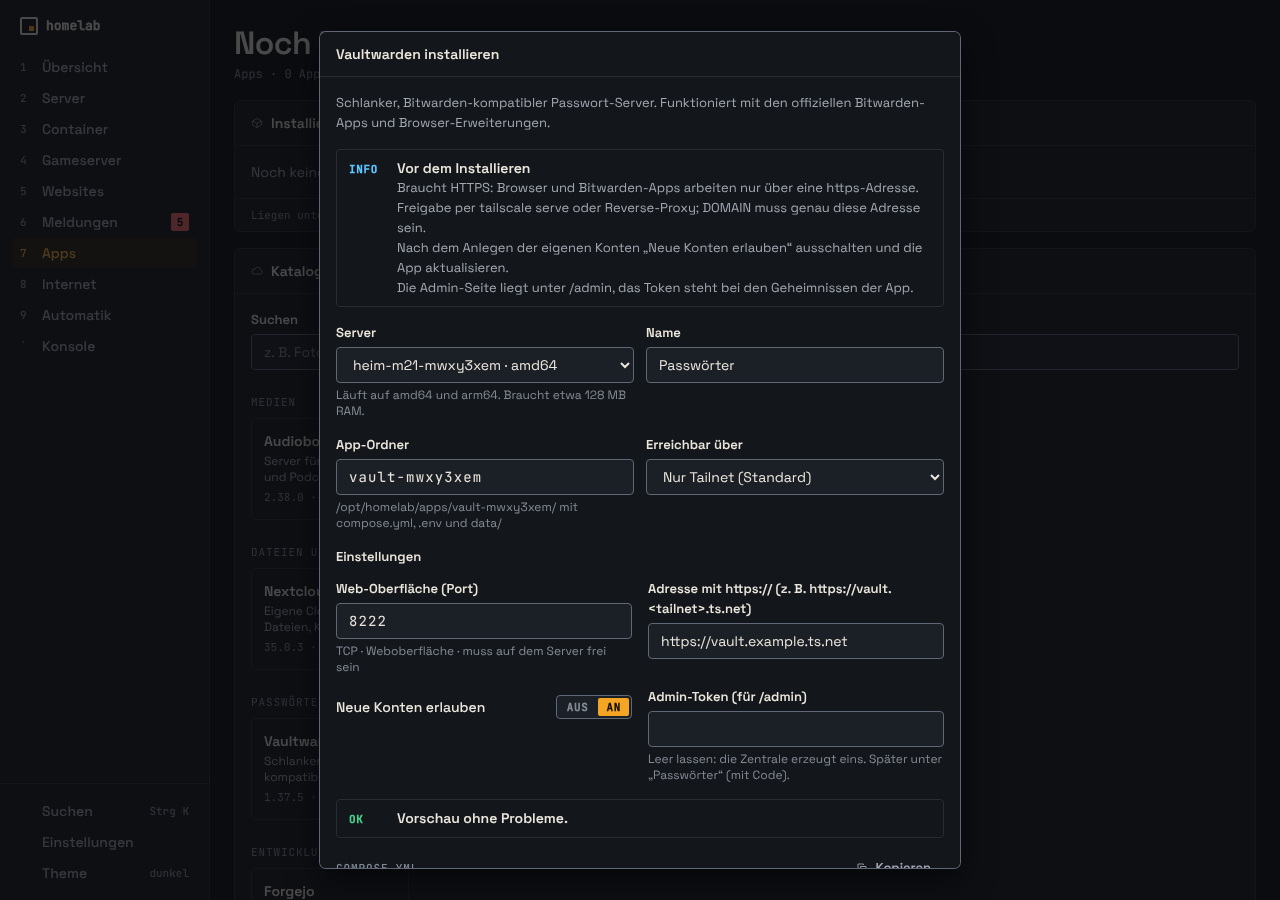 homelab
1 Übersicht
2 Server
3 Container
4 Gameserver
5 Websites
6 Meldungen 5
7 Apps
8 Internet
9 Automatik
` Konsole
Suchen Strg K
Einstellungen
Theme dunkel
Noch
Apps · 0 App
Installie
Noch kein
Liegen unt
Katalog
Suchen
z. B. Fot
MEDIEN
Audiobo
Server fü
und Podc
2.38.0 ·
DATEIEN U
Nextclo
Eigene Cl
Dateien, K
35.0.3 ·
PASSWÖRTE
Vaultwa
Schlanker
kompatib
1.37.5 ·
ENTWICKLU
Forgejo
Vaultwarden installieren
Schlanker, Bitwarden-kompatibler Passwort-Server. Funktioniert mit den offiziellen Bitwarden-
Apps und Browser-Erweiterungen.
INFO Vor dem Installieren
Braucht HTTPS: Browser und Bitwarden-Apps arbeiten nur über eine https-Adresse.
Freigabe per tailscale serve oder Reverse-Proxy; DOMAIN muss genau diese Adresse
sein.
Nach dem Anlegen der eigenen Konten „Neue Konten erlauben“ ausschalten und die
App aktualisieren.
Die Admin-Seite liegt unter /admin, das Token steht bei den Geheimnissen der App.
Server
heim-m21-mwxy3xem · amd64
Läuft auf amd64 und arm64. Braucht etwa 128 MB
RAM.
Name
Passwörter
App-Ordner
vault-mwxy3xem
/opt/homelab/apps/vault-mwxy3xem/ mit
compose.yml, .env und data/
Erreichbar über
Nur Tailnet (Standard)
Einstellungen
Web-Oberfläche (Port)
8222
TCP · Weboberfläche · muss auf dem Server frei
sein
Adresse mit https:// (z. B. https://vault.
<tailnet>.ts.net)
https://vault.example.ts.net
Neue Konten erlauben AUS AN
Admin-Token (für /admin)
Leer lassen: die Zentrale erzeugt eins. Später unter
„Passwörter“ (mit Code).
OK Vorschau ohne Probleme.
COMPOSE.YML Kopieren